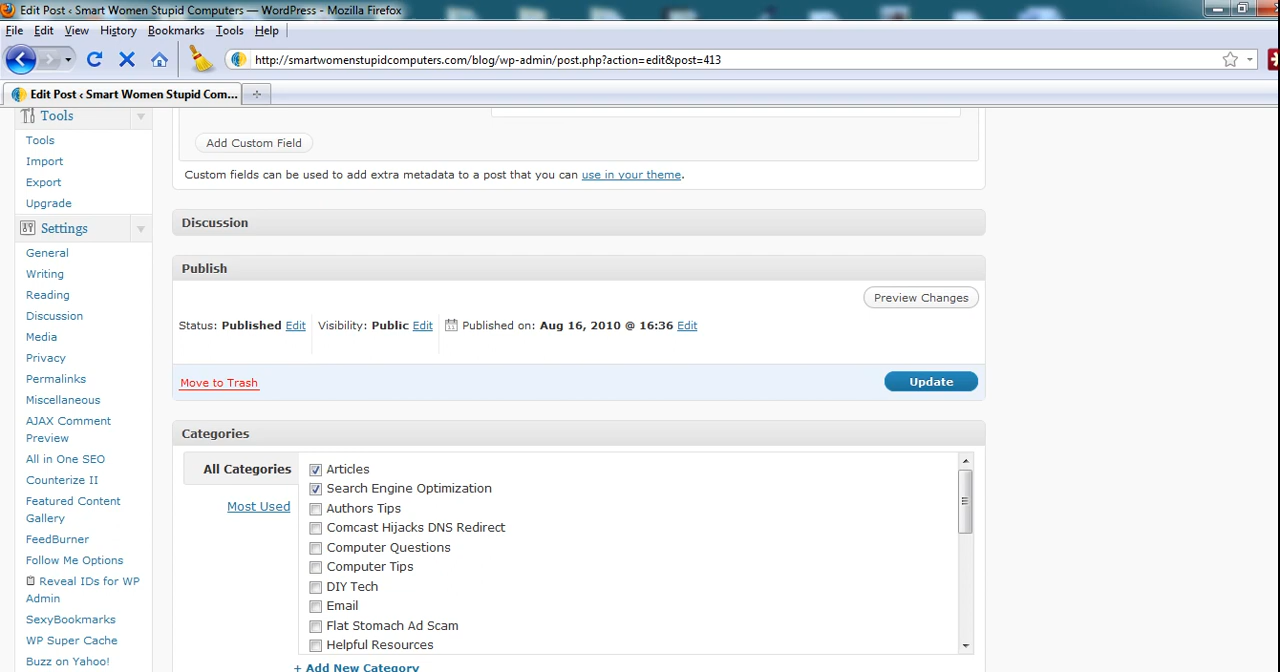 Edit Post ‹ Smart Women Stupid Computers — WordPress - Mozilla Firefox
File Edit View History Bookmarks Tools Help
http://smartwomenstupidcomputers.com/blog/wp-admin/post.php?action=edit&post=413
Edit Post ‹ Smart Women Stupid Com...
Tools
Tools
Import
Export
Upgrade
Settings
General
Writing
Reading
Discussion
Media
Privacy
Permalinks
Miscellaneous
AJAX Comment
Preview
All in One SEO
Counterize II
Featured Content
Gallery
FeedBurner
Follow Me Options
Reveal IDs for WP
Admin
SexyBookmarks
WP Super Cache
Buzz on Yahoo!
Add Custom Field
Custom fields can be used to add extra metadata to a post that you can use in your theme.
Discussion
Publish
Preview Changes
Status: Published Edit Visibility: Public Edit Published on: Aug 16, 2010 @ 16:36 Edit
Move to Trash Update
Categories
All Categories
Most Used
Articles
Search Engine Optimization
Authors Tips
Comcast Hijacks DNS Redirect
Computer Questions
Computer Tips
DIY Tech
Email
Flat Stomach Ad Scam
Helpful Resources
+ Add New Category